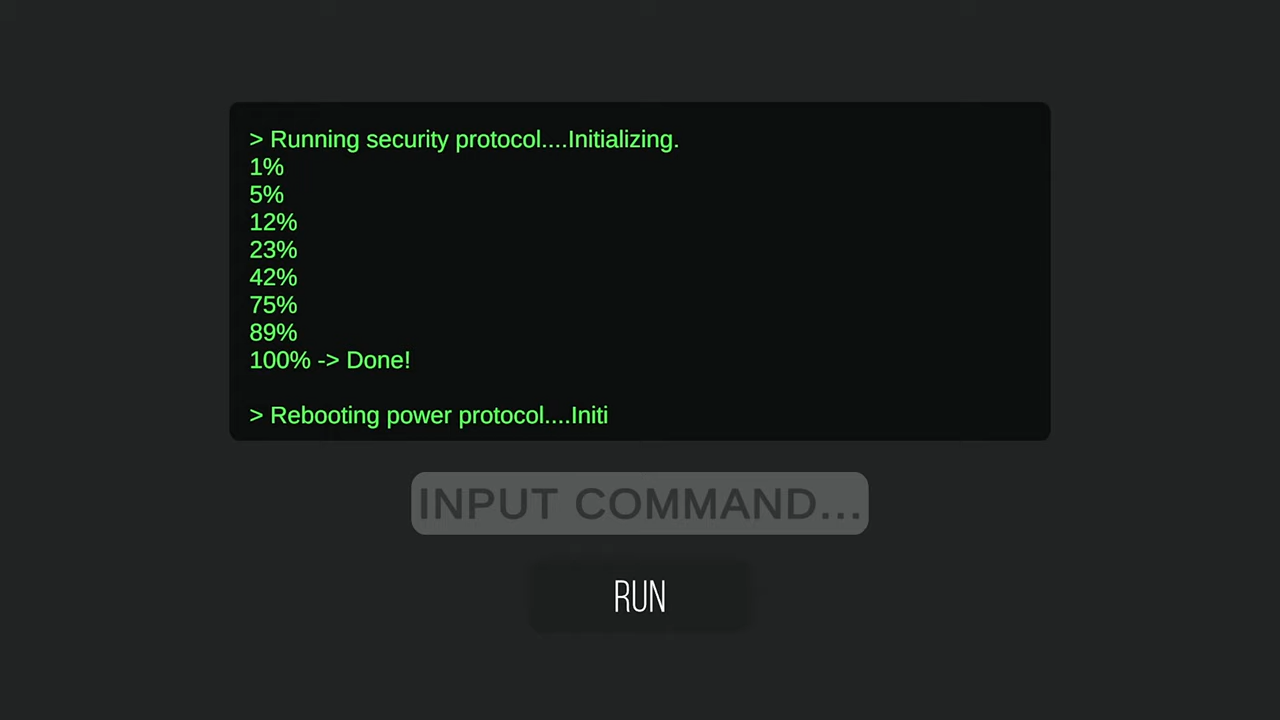 > Running security protocol....Initializing.
1%
5%
12%
23%
42%
75%
89%
100% -> Done!
> Rebooting power protocol....Initi
INPUT COMMAND...
RUN